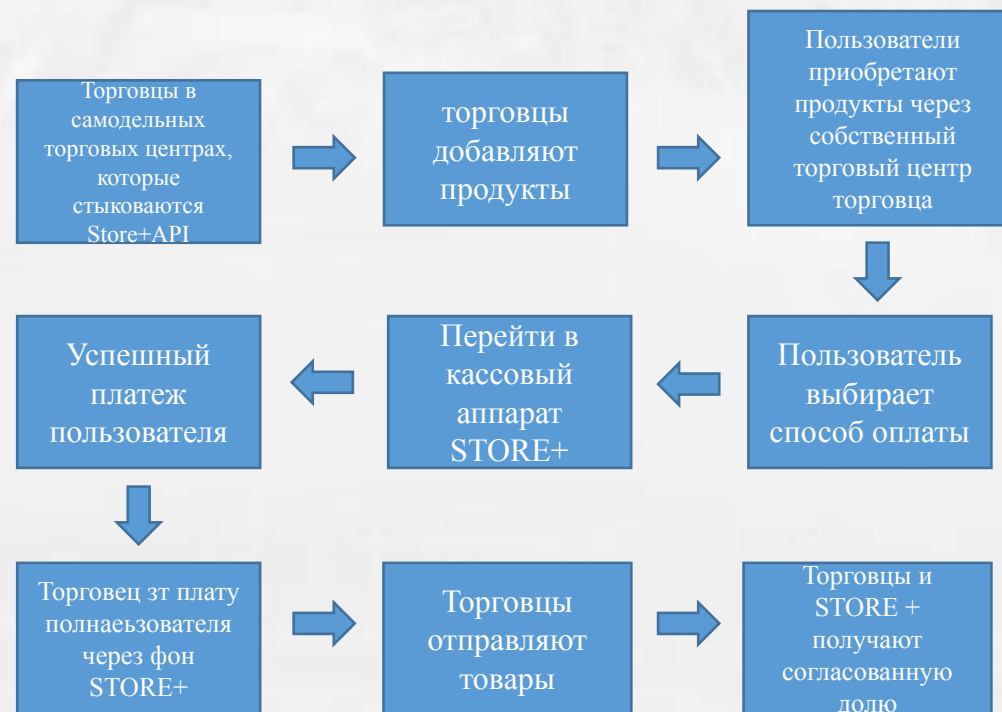 Торговцы в
самодельных
торговых центрах,
которые
стыковаются
Store+API
торговцы
добавляют
продукты
Пользователи
приобретают
продукты через
собственный
торговый центр
торговца
Пользователь
выбирает
способ оплаты
Перейти в
кассовый
аппарат
STORE+
Успешный
платеж
пользователя
Торговец зт плату
полнаеьзователя
через фон
STORE+
Торговцы
отправляют
товары
Торговцы и
STORE +
получают
согласованную
долю